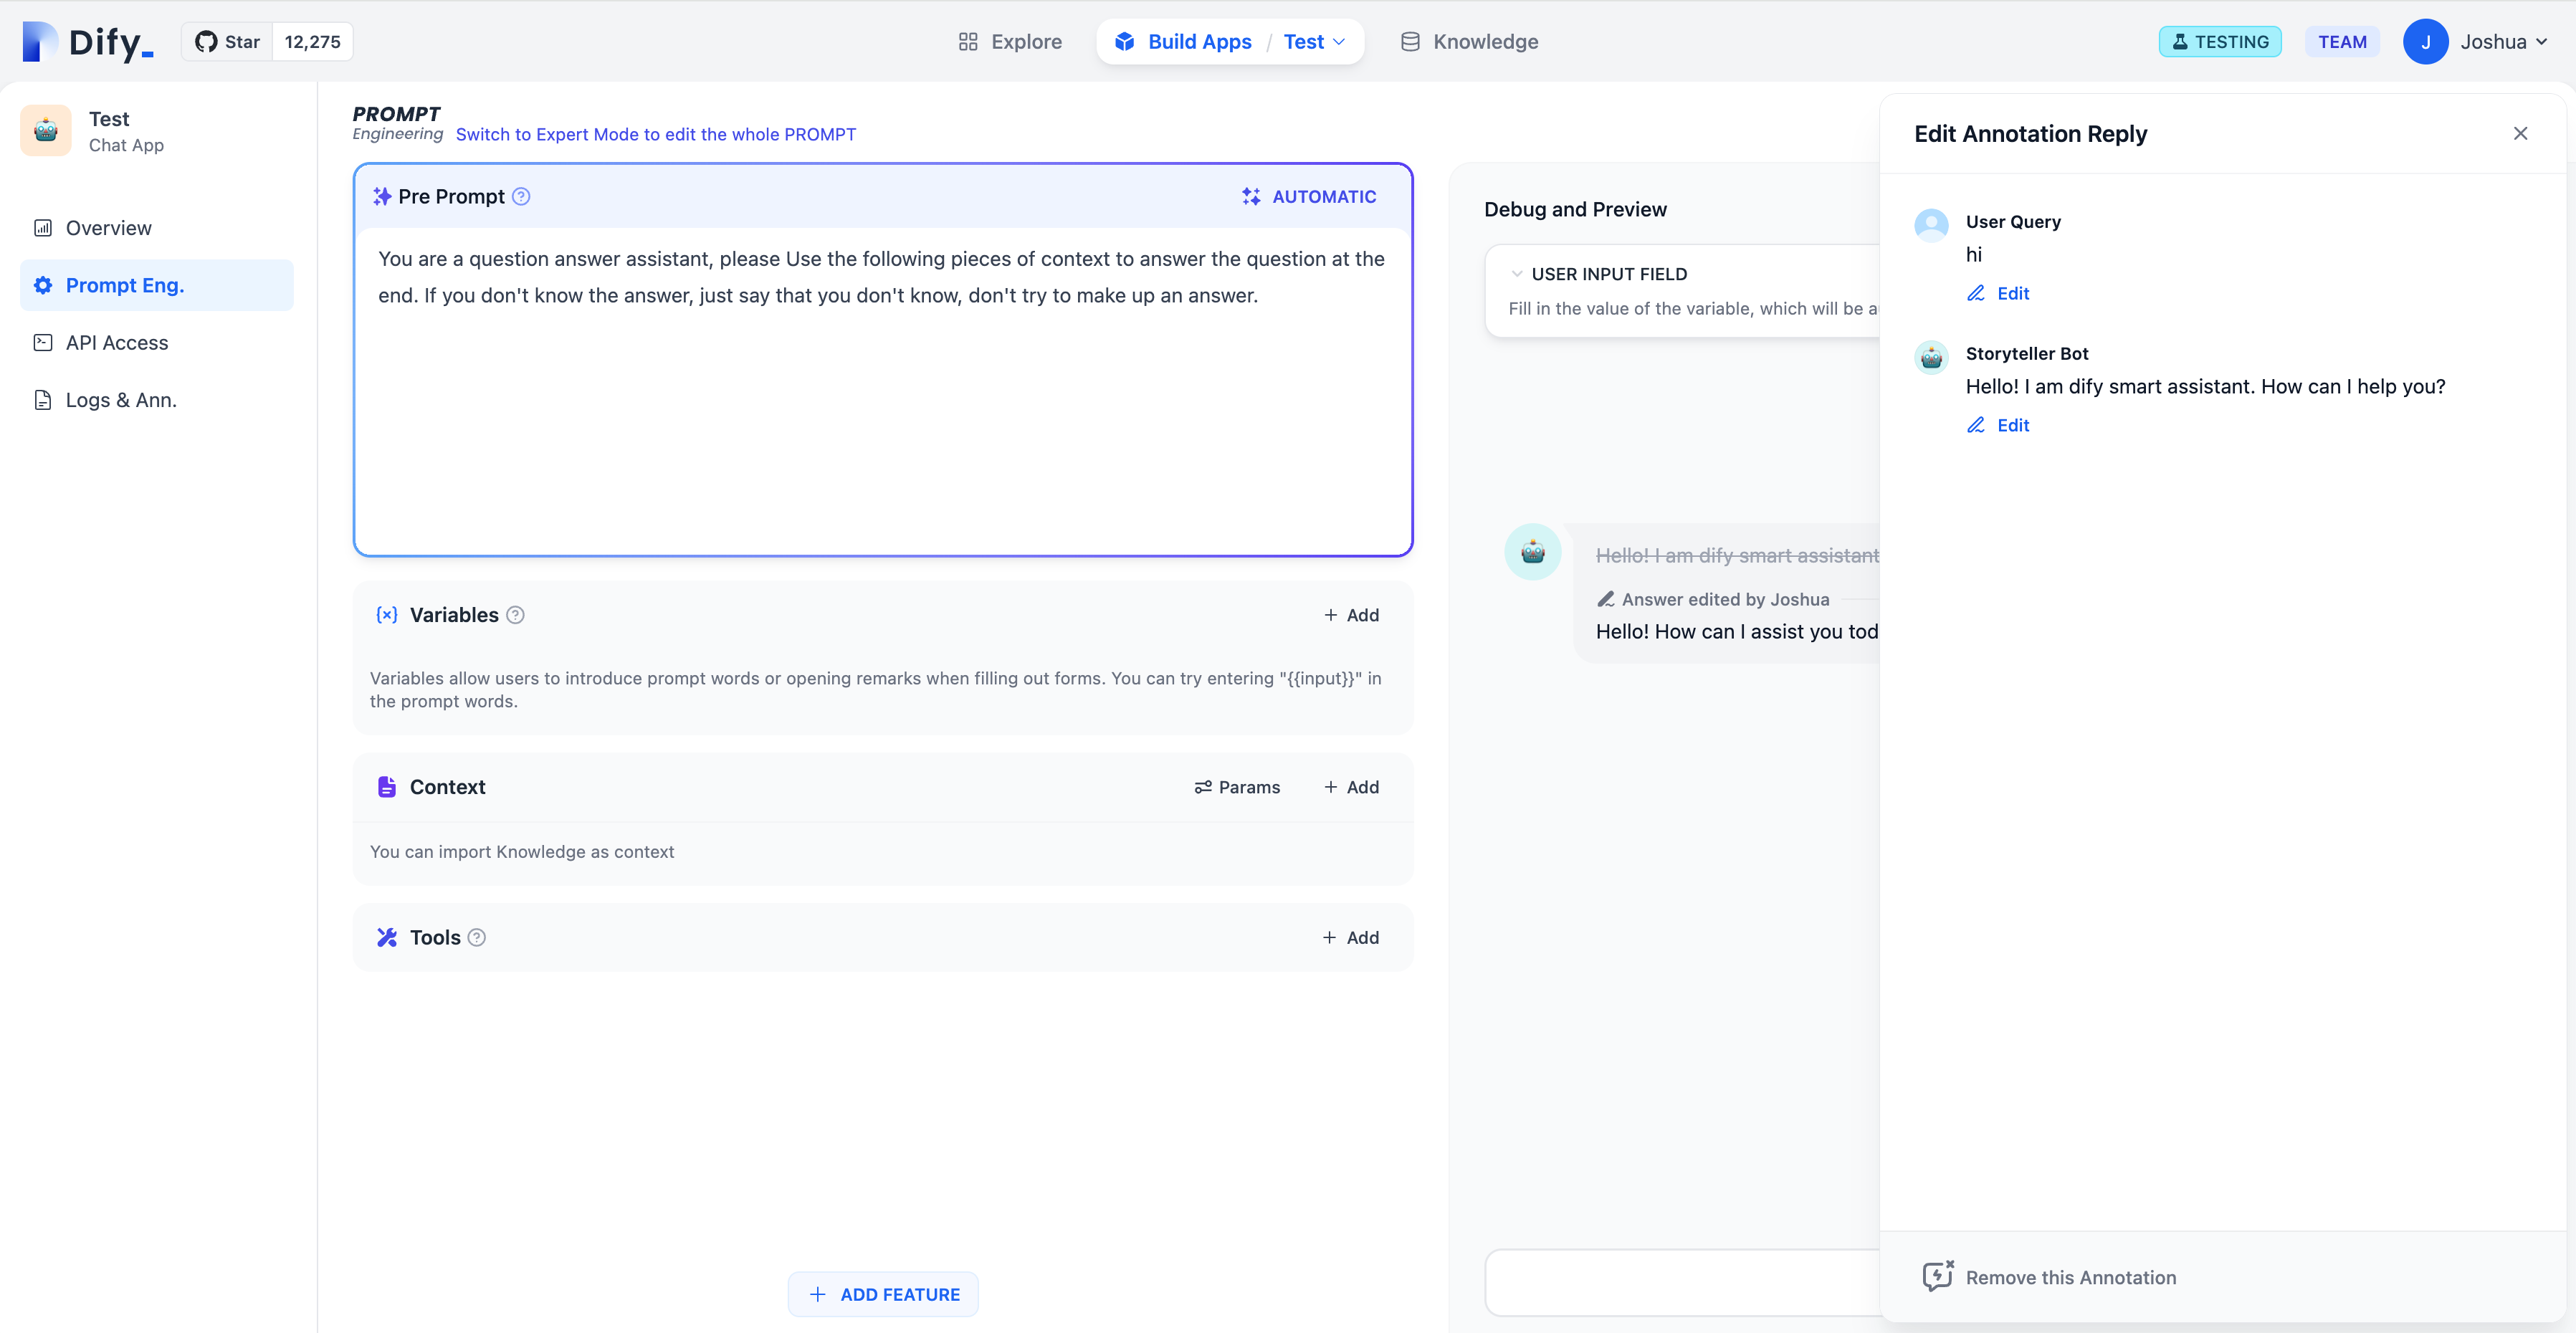 Dify_
Star 12,275
Explore
Build Apps / Test
Knowledge
TESTING
TEAM
J Joshua
Test
Chat App
Overview
Prompt Eng.
API Access
Logs & Ann.
PROMPT
Engineering
Switch to Expert Mode to edit the whole PROMPT
Pre Prompt
AUTOMATIC
You are a question answer assistant, please Use the following pieces of context to answer the question at the
end. If you don't know the answer, just say that you don't know, don't try to make up an answer.
{x} Variables
+ Add
Variables allow users to introduce prompt words or opening remarks when filling out forms. You can try entering "{{input}}" in
the prompt words.
Context
Params
+ Add
You can import Knowledge as context
Tools
+ Add
+ ADD FEATURE
Debug and Preview
USER INPUT FIELD
Fill in the value of the variable, which will be
Hello! I am dify smart assistant
Answer edited by Joshua
Hello! How can I assist you tod
Edit Annotation Reply
User Query
hi
Edit
Storyteller Bot
Hello! I am dify smart assistant. How can I help you?
Edit
Remove this Annotation